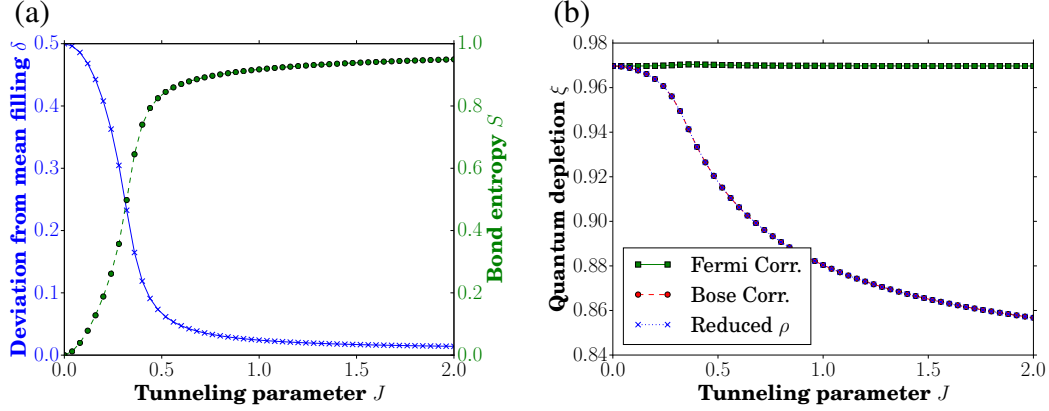 (a)
0.5
0.4
0.3
0.2
0.1
0.0
Deviation from mean filling δ
1.0
0.8
0.6
0.4
0.2
0.0
Bond entropy S
0.0 0.5 1.0 1.5 2.0
Tunneling parameter J
(b)
0.98
0.96
0.94
0.92
0.90
0.88
0.86
0.84
Quantum depletion ξ
Fermi Corr.
Bose Corr.
Reduced ρ
0.0 0.5 1.0 1.5 2.0
Tunneling parameter J